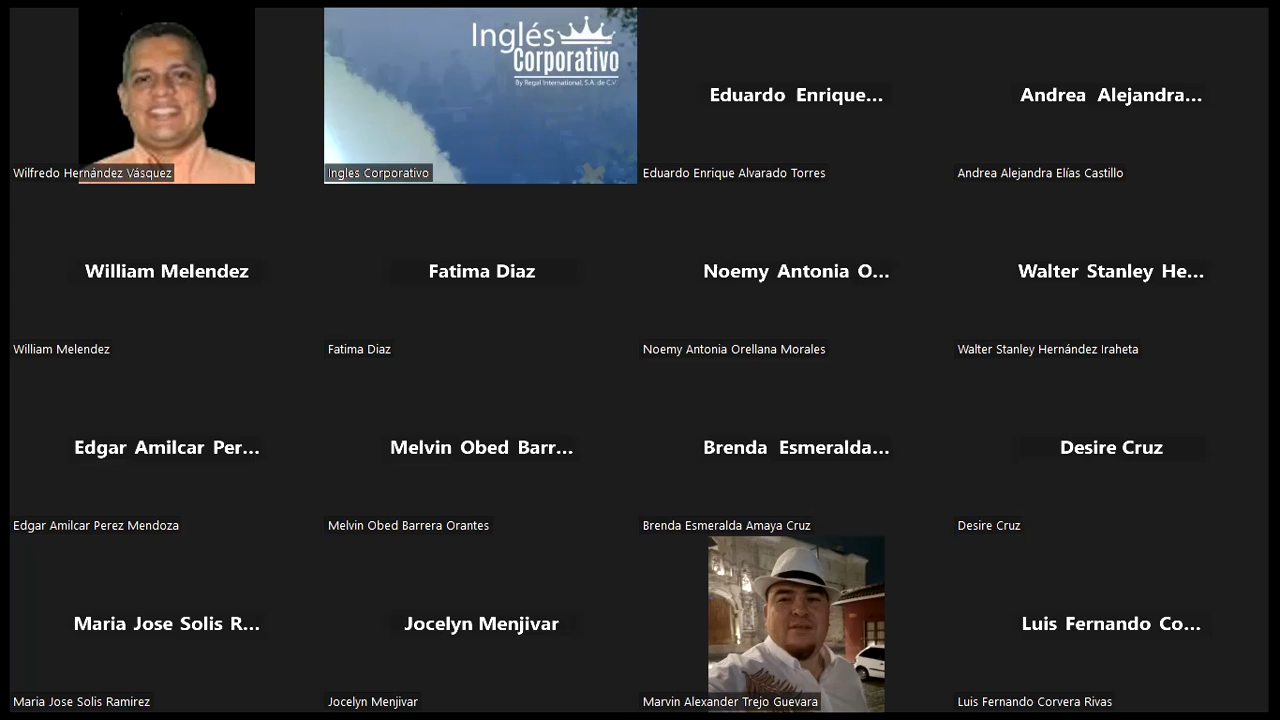 Inglés
Corporativo
By Regal International, S.A. de C.V.
Eduardo Enrique...
Andrea Alejandra...
Wilfredo Hernández Vásquez
Ingles Corporativo
Eduardo Enrique Alvarado Torres
Andrea Alejandra Elías Castillo
William Melendez
Fatima Diaz
Noemy Antonia O...
Walter Stanley He...
William Melendez
Fatima Diaz
Noemy Antonia Orellana Morales
Walter Stanley Hernández Iraheta
Edgar Amilcar Per...
Melvin Obed Barr...
Brenda Esmeralda...
Desire Cruz
Edgar Amilcar Perez Mendoza
Melvin Obed Barrera Orantes
Brenda Esmeralda Amaya Cruz
Desire Cruz
Maria Jose Solis R...
Jocelyn Menjivar
Luis Fernando Co...
Maria Jose Solis Ramirez
Jocelyn Menjivar
Marvin Alexander Trejo Guevara
Luis Fernando Corvera Rivas